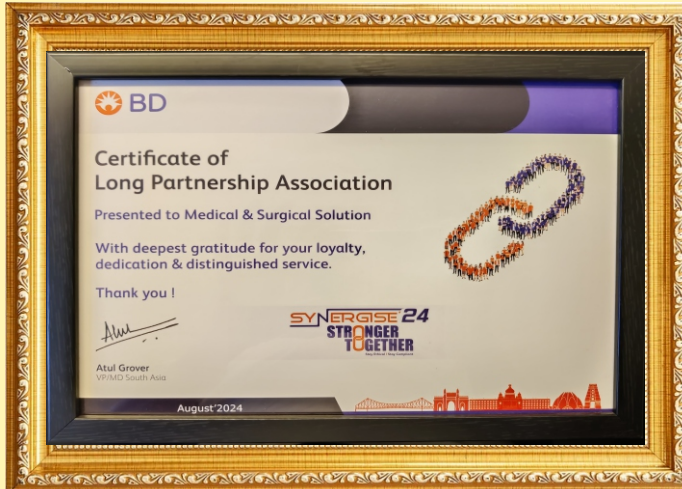 BD
Certificate of
Long Partnership Association
Presented to Medical & Surgical Solution
With deepest gratitude for your loyalty,
dedication & distinguished service.
Thank you !
SYNERGISE 24
STRONGER
TOGETHER
Atul Grover
VP/MD South Asia
August'2024